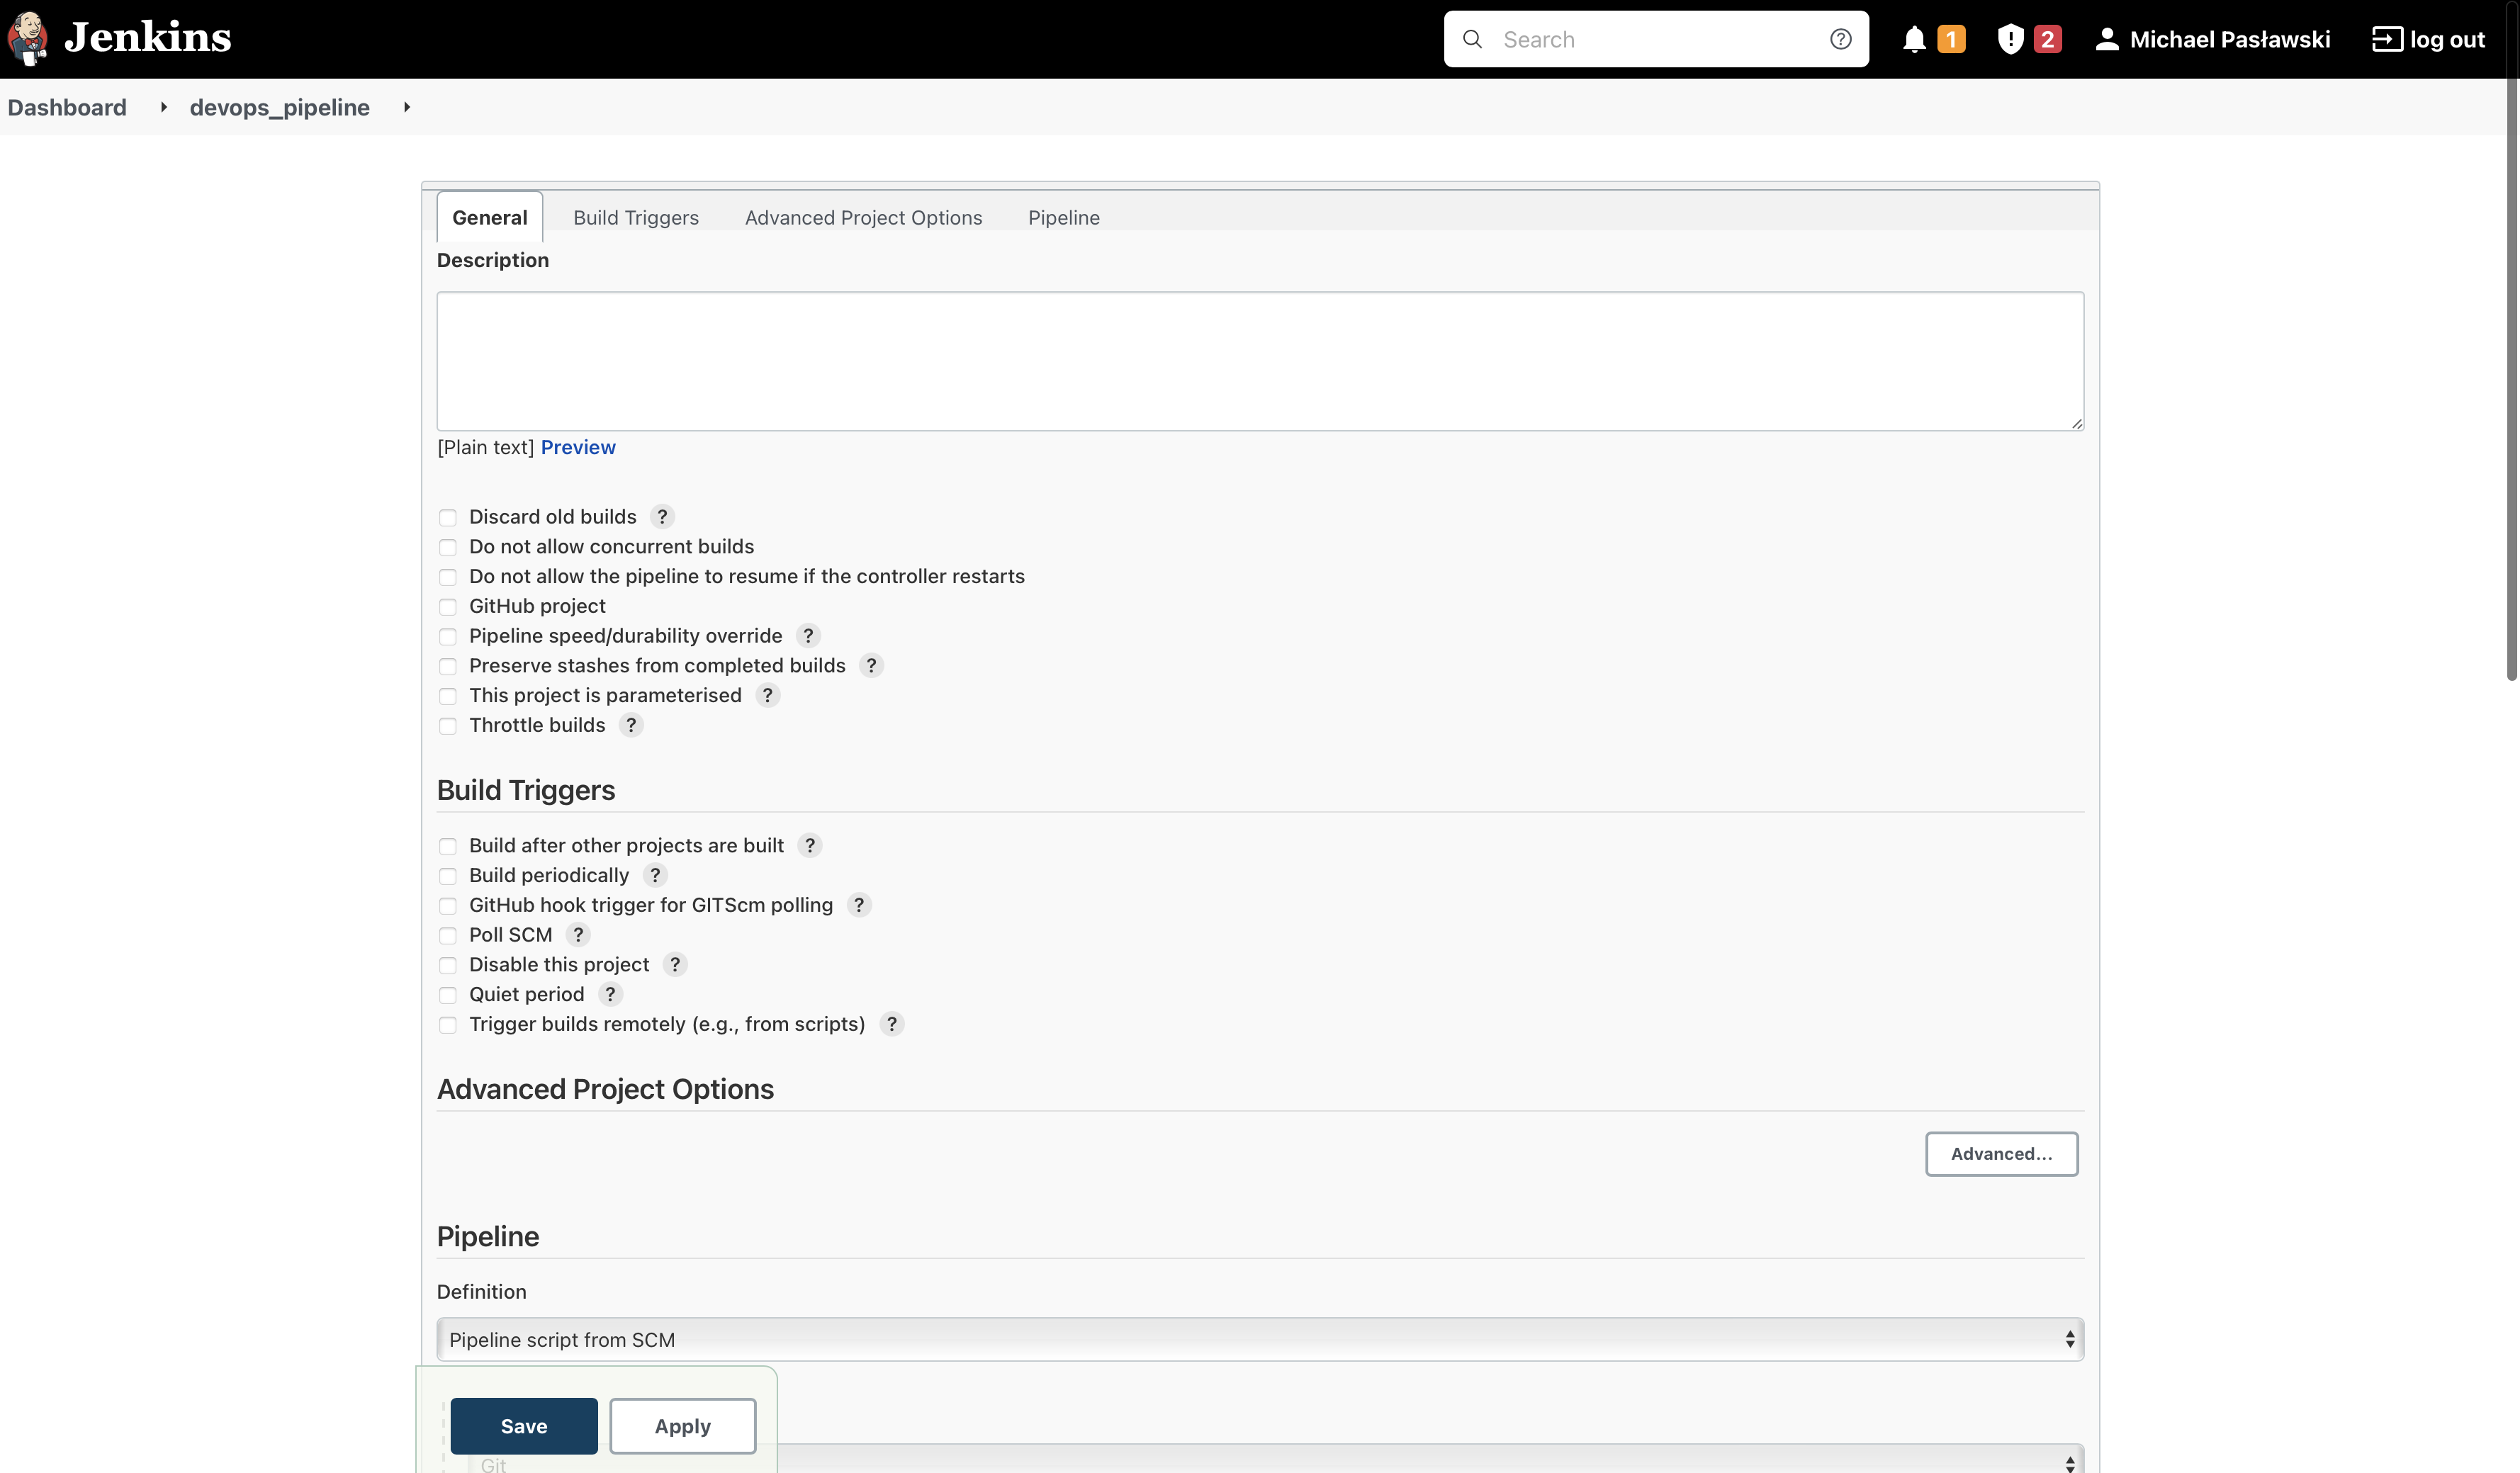 Jenkins
Search
1
2
Michael Pasławski
log out
Dashboard
devops_pipeline
General
Build Triggers
Advanced Project Options
Pipeline
Description
[Plain text] Preview
Discard old builds ?
Do not allow concurrent builds
Do not allow the pipeline to resume if the controller restarts
GitHub project
Pipeline speed/durability override ?
Preserve stashes from completed builds ?
This project is parameterised ?
Throttle builds ?
Build Triggers
Build after other projects are built ?
Build periodically ?
GitHub hook trigger for GITScm polling ?
Poll SCM ?
Disable this project ?
Quiet period ?
Trigger builds remotely (e.g., from scripts) ?
Advanced Project Options
Advanced...
Pipeline
Definition
Pipeline script from SCM
Save
Apply
Git